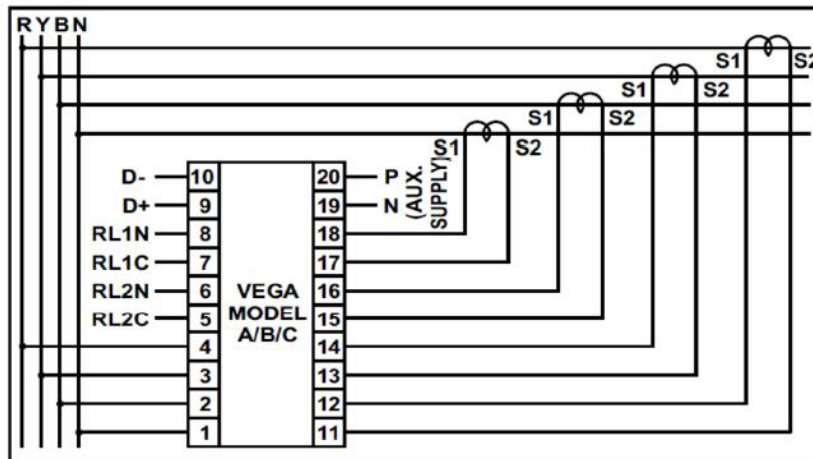 R Y B N
S1 S2
S1 S2
S1 S2
S1 S2
D- 10 20 P
D+ 9 19 N
(AUX. SUPPLY)
RL1N 8 18
RL1C 7 17
RL2N 6 16
RL2C 5 15
VEGA
MODEL
A/B/C
4 14
3 13
2 12
1 11